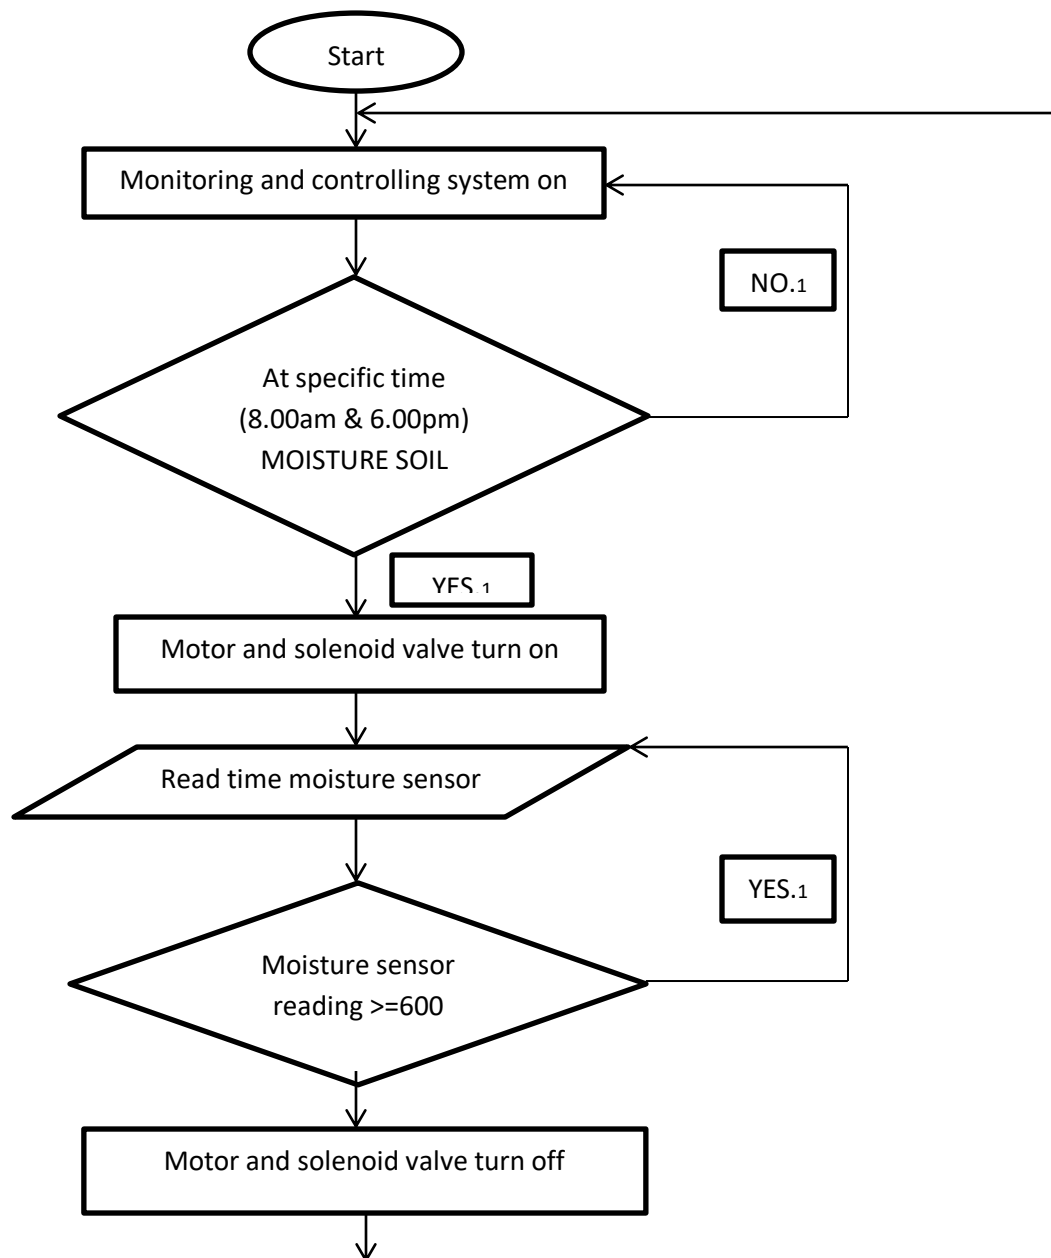 Start
Monitoring and controlling system on
NO.1
At specific time
(8.00am & 6.00pm)
MOISTURE SOIL
YES.1
Motor and solenoid valve turn on
Read time moisture sensor
YES.1
Moisture sensor
reading >=600
Motor and solenoid valve turn off